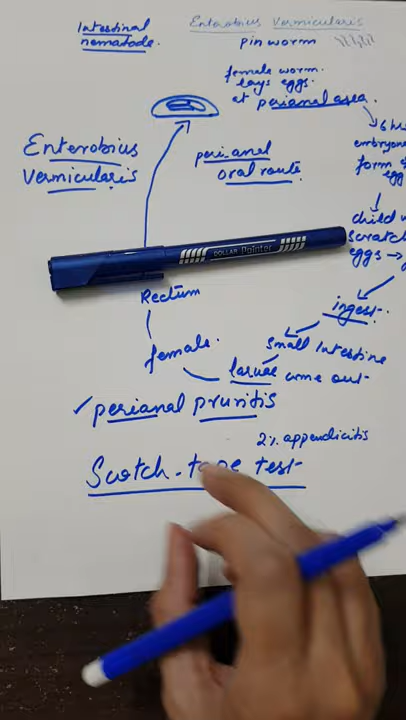 Intestinal
nematode.
Enterobius Vermicularis
pin worm
female worm.
lays eggs
at perianal area.
Enterobius
Vermicularis
perianal
oral route
form
egg
child
scratch
eggs →
ingest.
small Intestine
larvae come out
DOLLAR Pointer
Rectum
female.
✓ perianal pruritis
2% appendicitis
Scotch-tape test